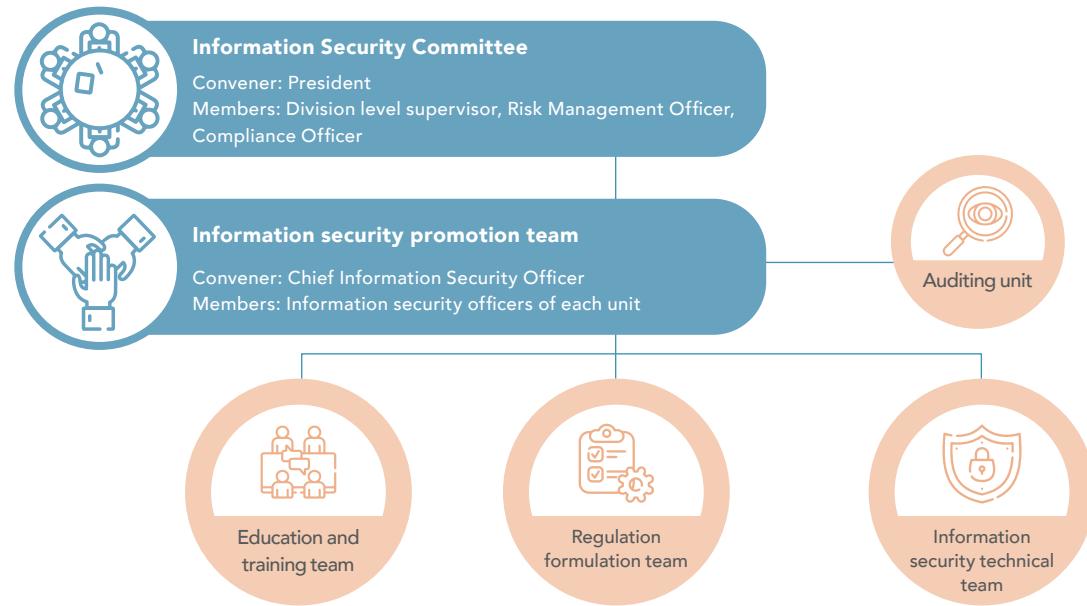 Information Security Committee
Convener: President
Members: Division level supervisor, Risk Management Officer,
Compliance Officer
Information security promotion team
Convener: Chief Information Security Officer
Members: Information security officers of each unit
Auditing unit
Education and
training team
Regulation
formulation team
Information
security technical
team